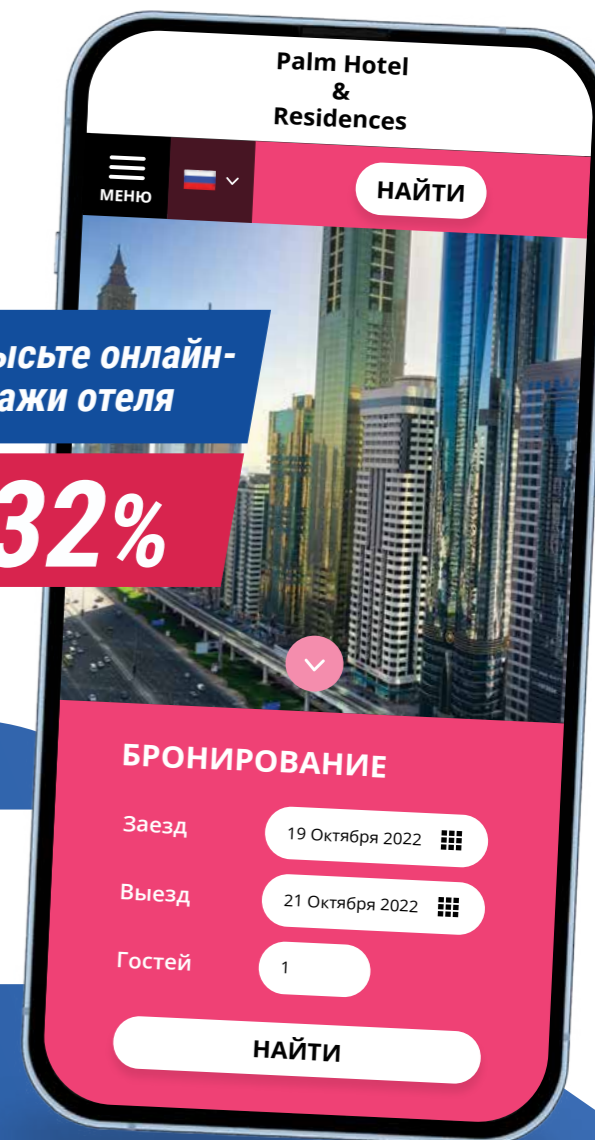 Palm Hotel
&
Residences
МЕНЮ
НАЙТИ
ысьте онлайн-
ажи отеля
32%
БРОНИРОВАНИЕ
Заезд
19 Октября 2022
Выезд
21 Октября 2022
Гостей
1
НАЙТИ